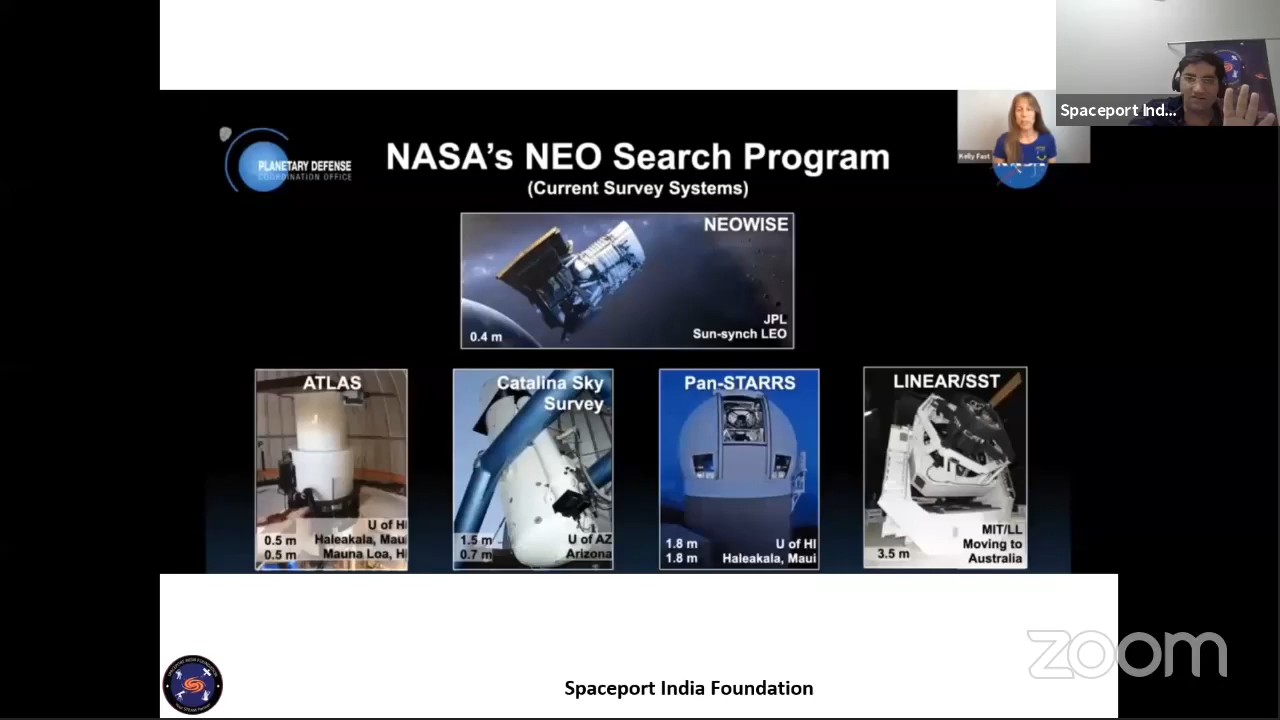 Spaceport Ind...
Kelly Fast
PLANETARY DEFENSE
COORDINATION OFFICE
NASA's NEO Search Program
(Current Survey Systems)
NASA
NEOWISE
JPL
0.4 m
Sun-synch LEO
ATLAS
U of HI
0.5 m
Haleakala, Maui
0.5 m
Mauna Loa, HI
Catalina Sky
Survey
1.5 m
U of AZ
0.7 m
Arizona
Pan-STARRS
1.8 m
U of HI
1.8 m
Haleakala, Maui
LINEAR/SST
MIT/LL
Moving to
3.5 m
Australia
zoom
Spaceport India Foundation